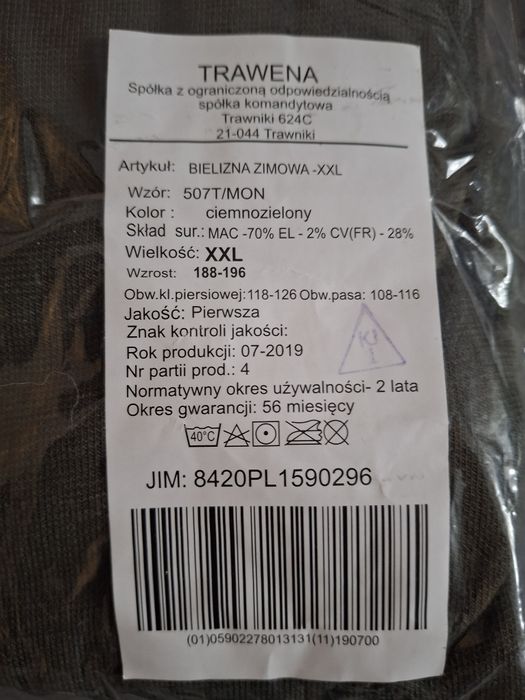 TRAWENA
Spółka z ograniczoną odpowiedzialnością
spółka komandytowa
Trawniki 624C
21-044 Trawniki
Artykuł: BIELIZNA ZIMOWA -XXL
Wzór: 507T/MON
Kolor : ciemnozielony
Skład sur.: MAC -70% EL - 2% CV(FR) - 28%
Wielkość: XXL
Wzrost: 188-196
Obw.kl.piersiowej:118-126 Obw.pasa: 108-116
Jakość: Pierwsza
Znak kontroli jakości:
KJ
1
Rok produkcji: 07-2019
Nr partii prod.: 4
Normatywny okres używalności- 2 lata
Okres gwarancji: 56 miesięcy
40°C
JIM: 8420PL1590296
(01)05902278013131(11)190700